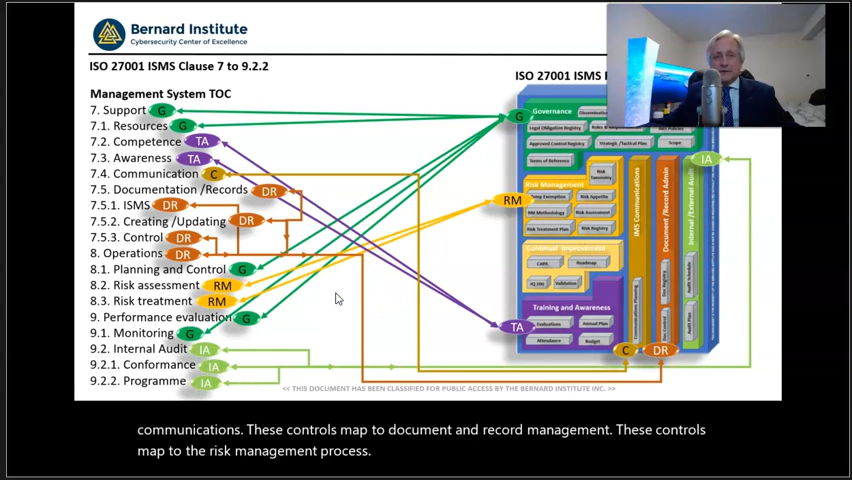 Bernard Institute
Cybersecurity Center of Excellence
ISO 27001 ISMS Clause 7 to 9.2.2
ISO 27001 ISMS
Management System TOC
7. Support G
7.1. Resources G
7.2. Competence TA
7.3. Awareness TA
7.4. Communication C
7.5. Documentation /Records DR
7.5.1. ISMS DR
7.5.2. Creating /Updating DR
7.5.3. Control DR
8. Operations DR
8.1. Planning and Control G
8.2. Risk assessment RM
8.3. Risk treatment RM
9. Performance evaluation G
9.1. Monitoring G
9.2. Internal Audit IA
9.2.1. Conformance IA
9.2.2. Programme IA
G Governance
Legal Obligation Registry
Approved Control Registry Strategic /Tactical Plan Scope
Terms of Reference
IA
RM Risk Management
Risk Taxonomy
Risk Appetite
RM Methodology Risk Assessment
Risk Treatment Plan Risk Registry
Continual Improvement
CAPA Roadmap
Validation
TA Training and Awareness
Evaluations Annual Plan
Attendance Budget
IMS Communications
Document /Record Admin
Internal /External Audit
Audit Schedule
Audit Plan
C DR
<< THIS DOCUMENT HAS BEEN CLASSIFIED FOR PUBLIC ACCESS BY THE BERNARD INSTITUTE INC. >>
communications. These controls map to document and record management. These controls
map to the risk management process.